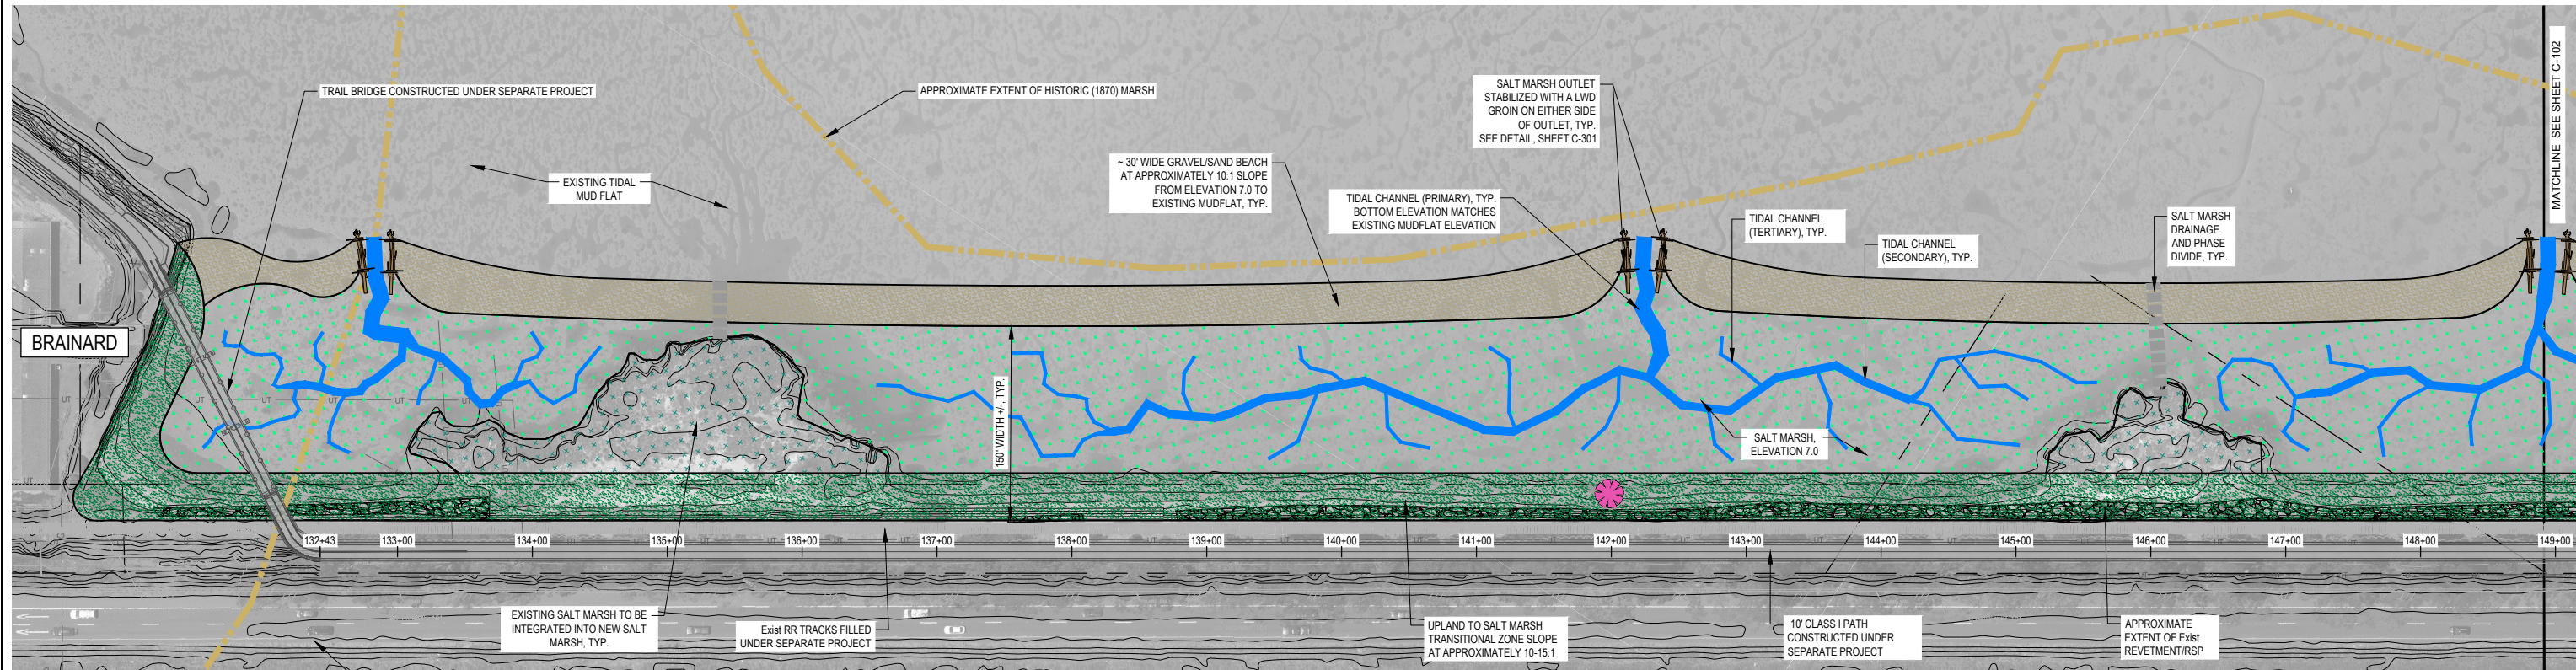 TRAIL BRIDGE CONSTRUCTED UNDER SEPARATE PROJECT
APPROXIMATE EXTENT OF HISTORIC (1870) MARSH
SALT MARSH OUTLET
STABILIZED WITH A LWD
GROIN ON EITHER SIDE
OF OUTLET, TYP.
SEE DETAIL, SHEET C-301
MATCHLINE SEE SHEET C-102
EXISTING TIDAL
MUD FLAT
~ 30' WIDE GRAVEL/SAND BEACH
AT APPROXIMATELY 10:1 SLOPE
FROM ELEVATION 7.0 TO
EXISTING MUDFLAT, TYP.
TIDAL CHANNEL (PRIMARY), TYP.
BOTTOM ELEVATION MATCHES
EXISTING MUDFLAT ELEVATION
TIDAL CHANNEL
(TERTIARY), TYP.
TIDAL CHANNEL
(SECONDARY), TYP.
SALT MARSH
DRAINAGE
AND PHASE
DIVIDE, TYP.
BRAINARD
150' WIDTH +/-, TYP.
SALT MARSH,
ELEVATION 7.0
UT UT UT UT UT
132+43 133+00 134+00 135+00 136+00 137+00 138+00 139+00 140+00 141+00 142+00 143+00 144+00 145+00 146+00 147+00 148+00 149+00
EXISTING SALT MARSH TO BE
INTEGRATED INTO NEW SALT
MARSH, TYP.
Exist RR TRACKS FILLED
UNDER SEPARATE PROJECT
UPLAND TO SALT MARSH
TRANSITIONAL ZONE SLOPE
AT APPROXIMATELY 10-15:1
10' CLASS I PATH
CONSTRUCTED UNDER
SEPARATE PROJECT
APPROXIMATE
EXTENT OF Exist
REVETMENT/RSP